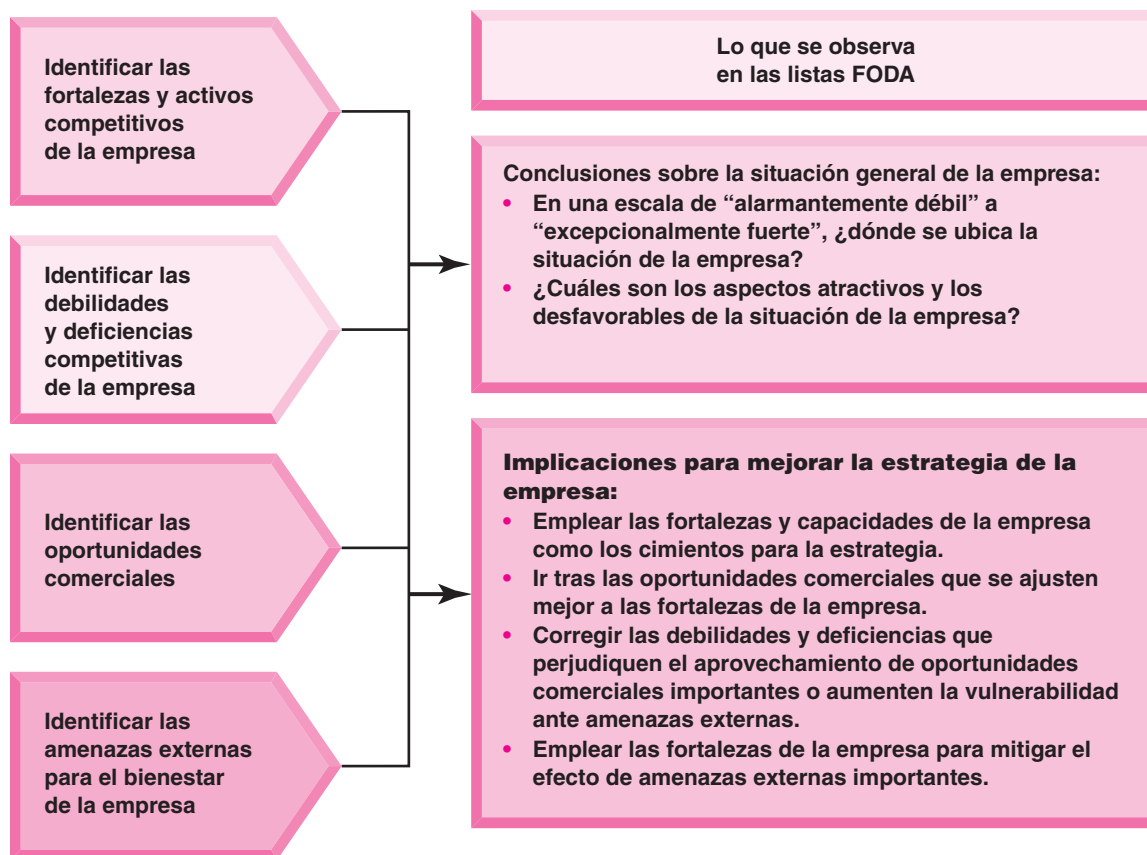 Identificar las
fortalezas y activos
competitivos
de la empresa
Identificar las
debilidades
y deficiencias
competitivas
de la empresa
Identificar las
oportunidades
comerciales
Identificar las
amenazas externas
para el bienestar
de la empresa
Lo que se observa
en las listas FODA
Conclusiones sobre la situación general de la empresa:
• En una escala de “alarmantemente débil” a
“excepcionalmente fuerte”, ¿dónde se ubica la
situación de la empresa?
• ¿Cuáles son los aspectos atractivos y los
desfavorables de la situación de la empresa?
Implicaciones para mejorar la estrategia de la
empresa:
• Emplear las fortalezas y capacidades de la empresa
como los cimientos para la estrategia.
• Ir tras las oportunidades comerciales que se ajusten
mejor a las fortalezas de la empresa.
• Corregir las debilidades y deficiencias que
perjudiquen el aprovechamiento de oportunidades
comerciales importantes o aumenten la vulnerabilidad
ante amenazas externas.
• Emplear las fortalezas de la empresa para mitigar el
efecto de amenazas externas importantes.